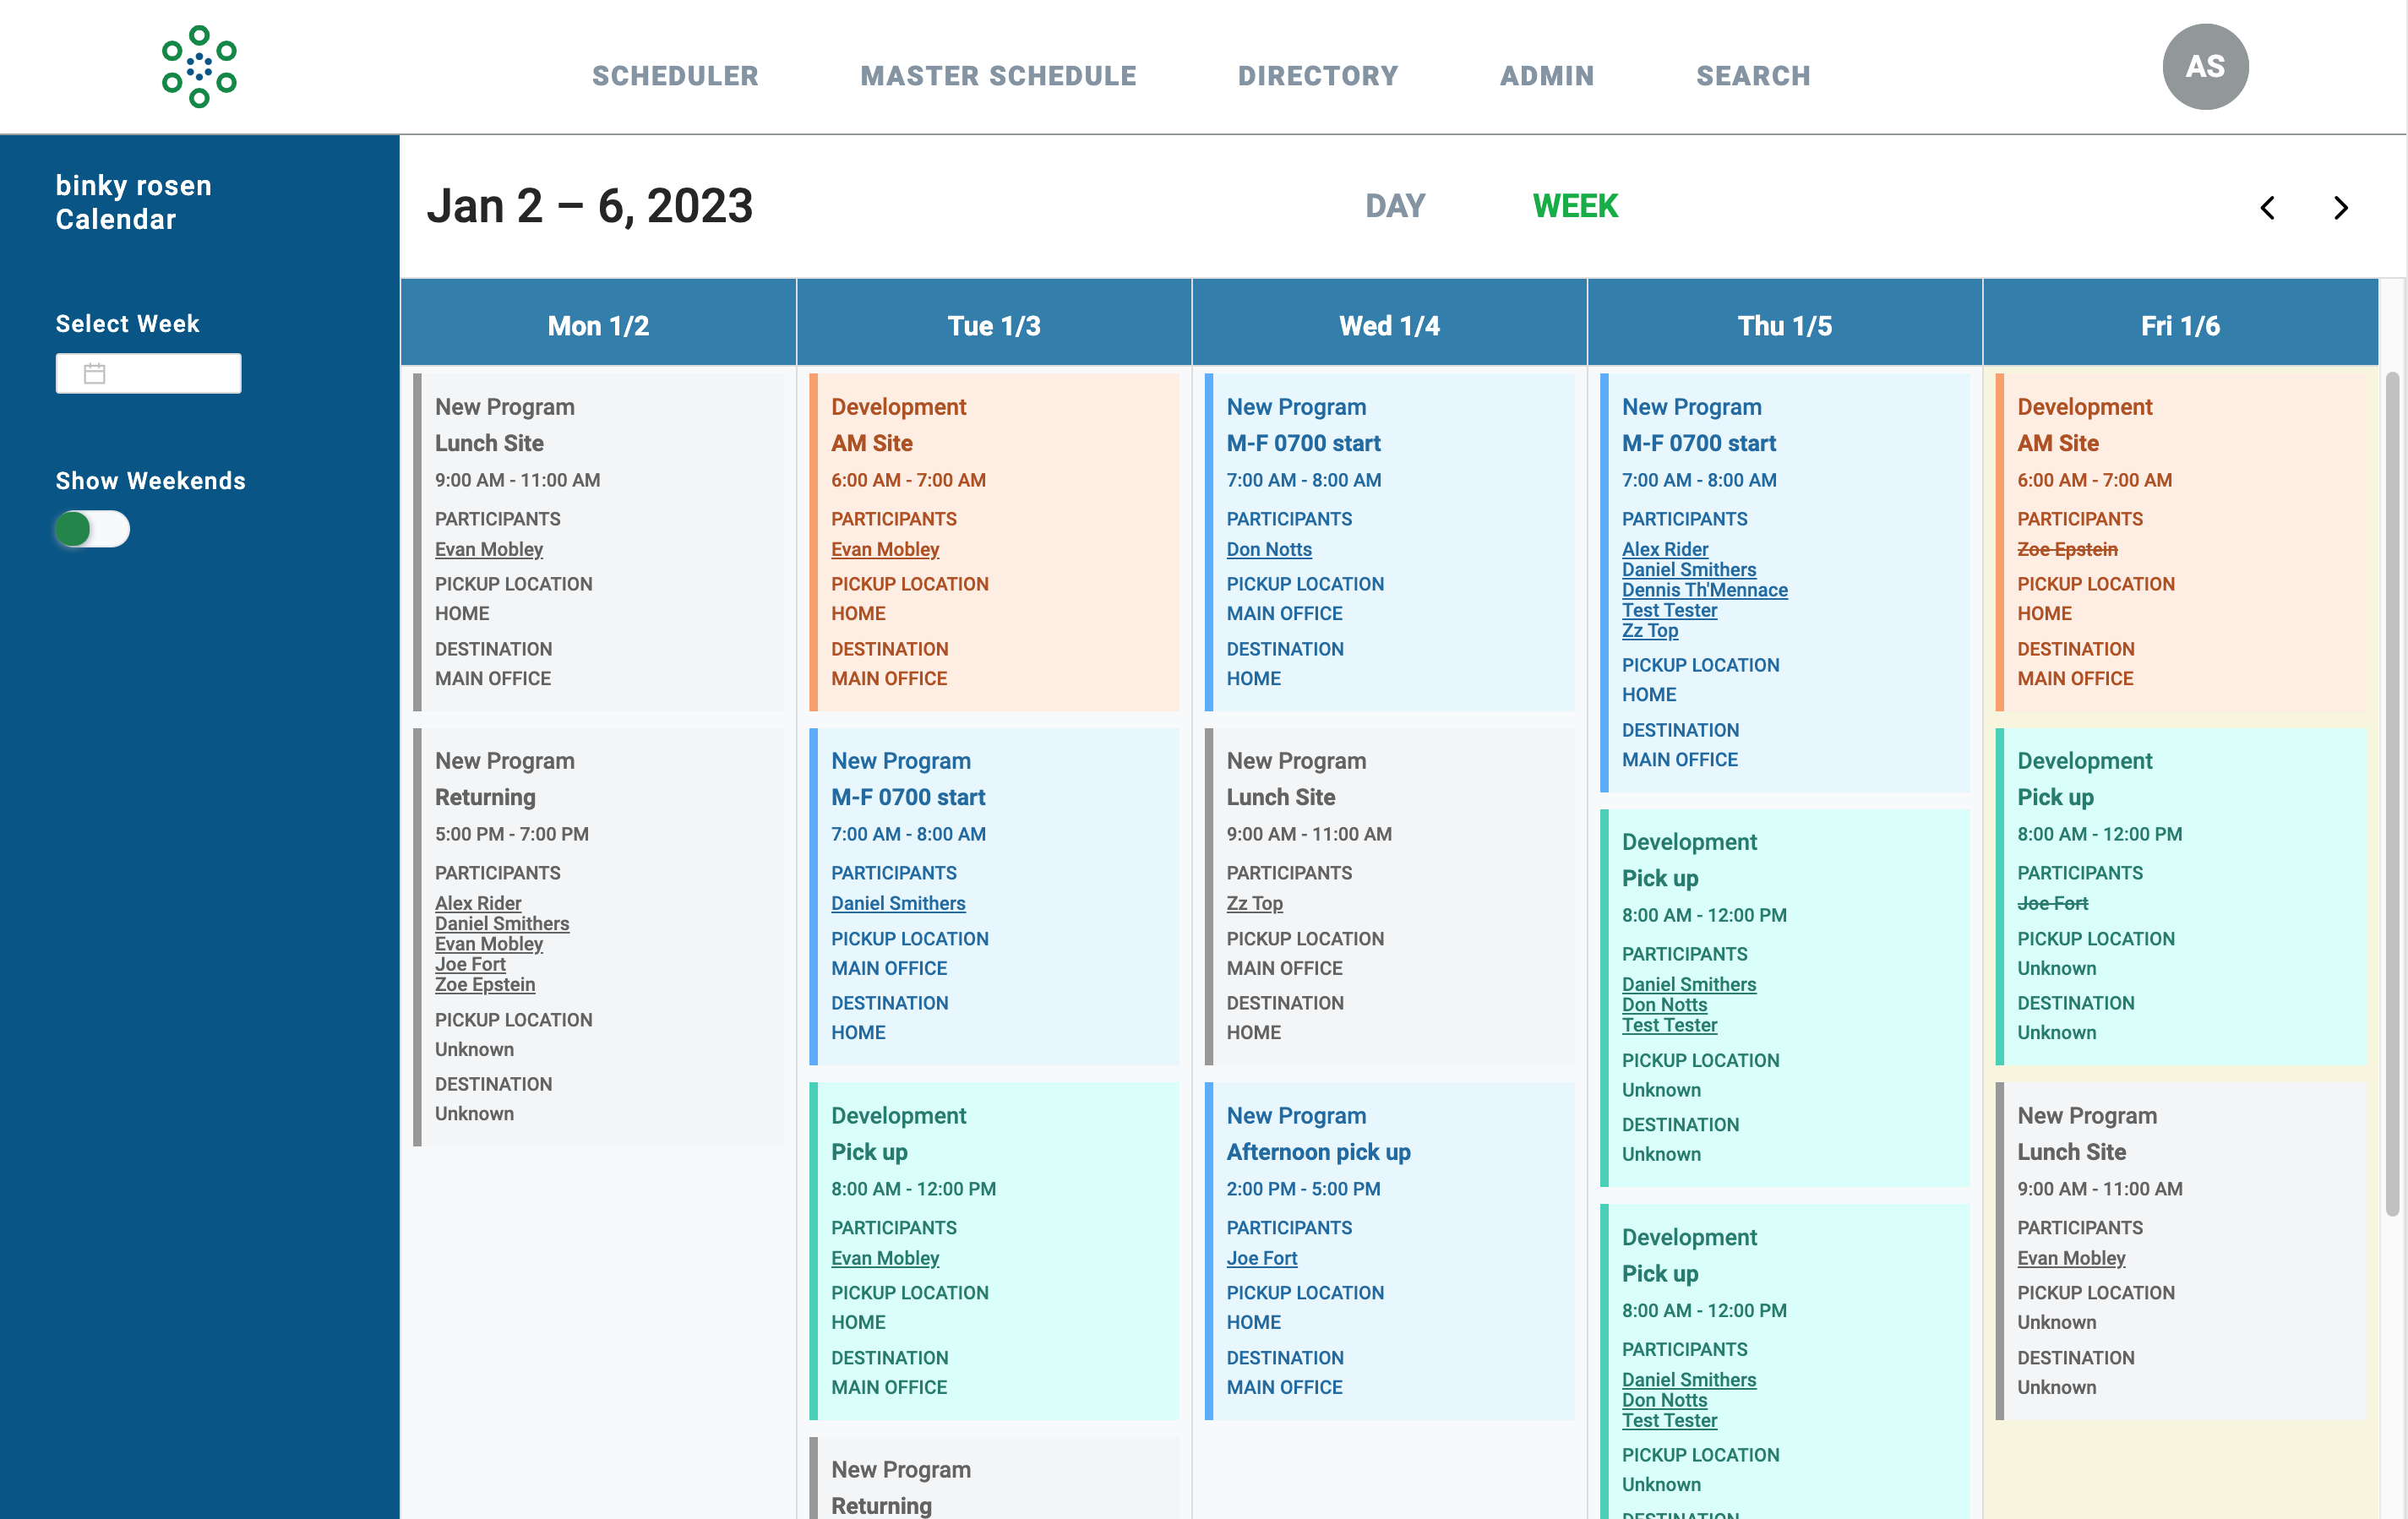 SCHEDULER MASTER SCHEDULE DIRECTORY ADMIN SEARCH AS
binky rosen
Calendar
Select Week
Show Weekends
Jan 2 – 6, 2023 DAY WEEK
Mon 1/2
New Program
Lunch Site
9:00 AM - 11:00 AM
PARTICIPANTS
Evan Mobley
PICKUP LOCATION
HOME
DESTINATION
MAIN OFFICE
New Program
Returning
5:00 PM - 7:00 PM
PARTICIPANTS
Alex Rider
Daniel Smithers
Evan Mobley
Joe Fort
Zoe Epstein
PICKUP LOCATION
Unknown
DESTINATION
Unknown
Tue 1/3
Development
AM Site
6:00 AM - 7:00 AM
PARTICIPANTS
Evan Mobley
PICKUP LOCATION
HOME
DESTINATION
MAIN OFFICE
New Program
M-F 0700 start
7:00 AM - 8:00 AM
PARTICIPANTS
Daniel Smithers
PICKUP LOCATION
MAIN OFFICE
DESTINATION
HOME
Development
Pick up
8:00 AM - 12:00 PM
PARTICIPANTS
Evan Mobley
PICKUP LOCATION
HOME
DESTINATION
MAIN OFFICE
New Program
Returning
Wed 1/4
New Program
M-F 0700 start
7:00 AM - 8:00 AM
PARTICIPANTS
Don Notts
PICKUP LOCATION
MAIN OFFICE
DESTINATION
HOME
New Program
Lunch Site
9:00 AM - 11:00 AM
PARTICIPANTS
Zz Top
PICKUP LOCATION
MAIN OFFICE
DESTINATION
HOME
New Program
Afternoon pick up
2:00 PM - 5:00 PM
PARTICIPANTS
Joe Fort
PICKUP LOCATION
HOME
DESTINATION
MAIN OFFICE
Thu 1/5
New Program
M-F 0700 start
7:00 AM - 8:00 AM
PARTICIPANTS
Alex Rider
Daniel Smithers
Dennis Th'Mennace
Test Tester
Zz Top
PICKUP LOCATION
HOME
DESTINATION
MAIN OFFICE
Development
Pick up
8:00 AM - 12:00 PM
PARTICIPANTS
Daniel Smithers
Don Notts
Test Tester
PICKUP LOCATION
Unknown
DESTINATION
Unknown
Development
Pick up
8:00 AM - 12:00 PM
PARTICIPANTS
Daniel Smithers
Don Notts
Test Tester
PICKUP LOCATION
Unknown
DESTINATION
Fri 1/6
Development
AM Site
6:00 AM - 7:00 AM
PARTICIPANTS
Zoe Epstein
PICKUP LOCATION
HOME
DESTINATION
MAIN OFFICE
Development
Pick up
8:00 AM - 12:00 PM
PARTICIPANTS
Joe Fort
PICKUP LOCATION
Unknown
DESTINATION
Unknown
New Program
Lunch Site
9:00 AM - 11:00 AM
PARTICIPANTS
Evan Mobley
PICKUP LOCATION
Unknown
DESTINATION
Unknown